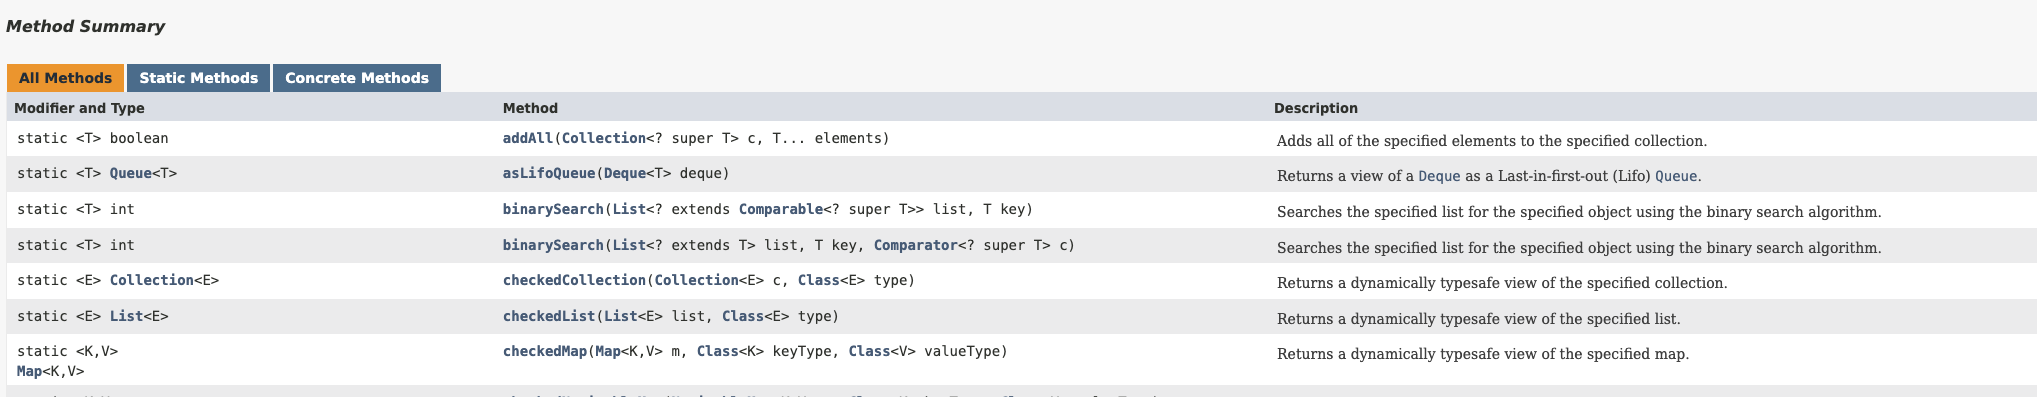 Method Summary
All Methods Static Methods Concrete Methods
Modifier and Type Method Description
static <T> boolean addAll(Collection<? super T> c, T... elements) Adds all of the specified elements to the specified collection.
static <T> Queue<T> asLifoQueue(Deque<T> deque) Returns a view of a Deque as a Last-in-first-out (Lifo) Queue.
static <T> int binarySearch(List<? extends Comparable<? super T>> list, T key) Searches the specified list for the specified object using the binary search algorithm.
static <T> int binarySearch(List<? extends T> list, T key, Comparator<? super T> c) Searches the specified list for the specified object using the binary search algorithm.
static <E> Collection<E> checkedCollection(Collection<E> c, Class<E> type) Returns a dynamically typesafe view of the specified collection.
static <E> List<E> checkedList(List<E> list, Class<E> type) Returns a dynamically typesafe view of the specified list.
static <K,V> checkedMap(Map<K,V> m, Class<K> keyType, Class<V> valueType) Returns a dynamically typesafe view of the specified map.
Map<K,V>